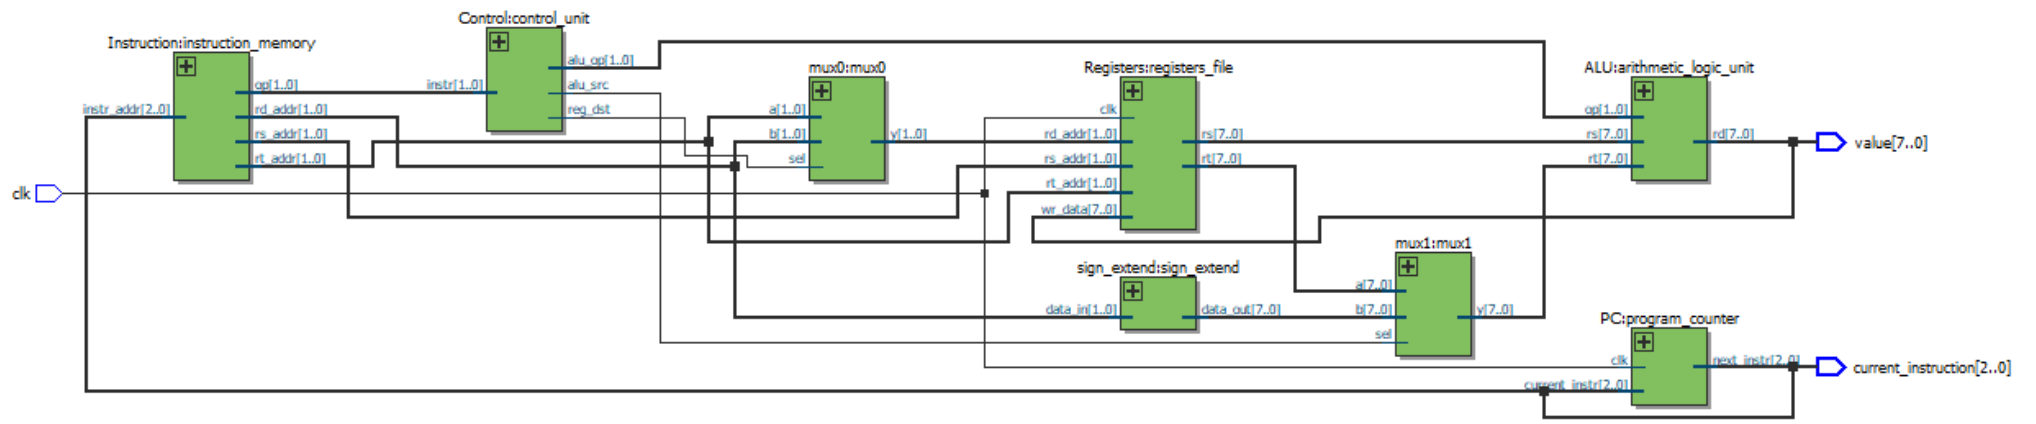 Control:control_unit
Instruction:instruction_memory
alu_op[1..0]
mux0:mux0
Registers:registers_file
ALU:arithmetic_logic_unit
op[1..0]
instr[1..0]
alu_src
instr_addr[2..0]
rd_addr[1..0]
reg_dst
a[1..0]
clk
op[1..0]
rs_addr[1..0]
b[1..0]
y[1..0]
rd_addr[1..0]
rs[7..0]
rs[7..0]
rd[7..0]
value[7..0]
rt_addr[1..0]
sel
rs_addr[1..0]
rt[7..0]
rt[7..0]
rt_addr[1..0]
clk
wr_data[7..0]
mux1:mux1
sign_extend:sign_extend
a[7..0]
data_in[1..0]
data_out[7..0]
b[7..0]
y[7..0]
sel
PC:program_counter
clk
next_instr[2..0]
current_instruction[2..0]
current_instr[2..0]